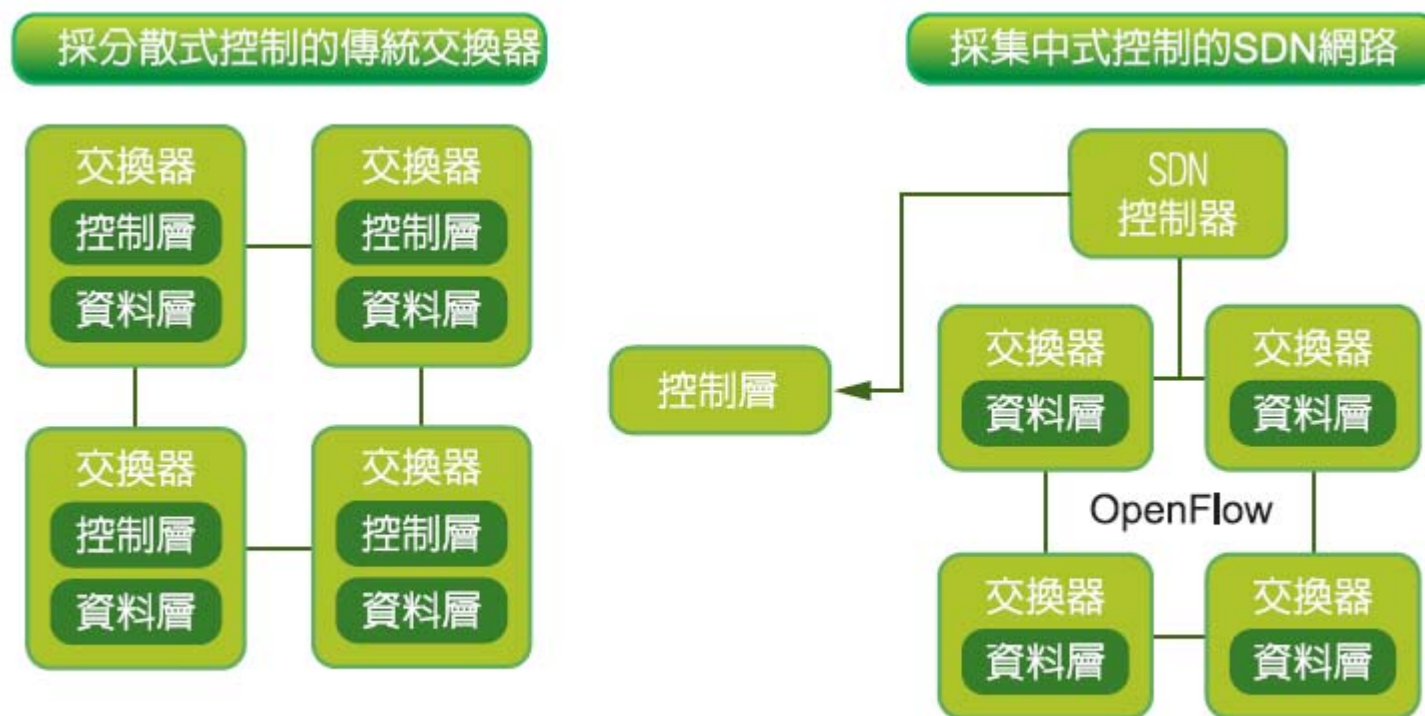 採分散式控制的傳統交換器
交換器
控制層
資料層
交換器
控制層
資料層
交換器
控制層
資料層
交換器
控制層
資料層
採集中式控制的SDN網路
SDN
控制器
控制層
交換器
資料層
交換器
資料層
OpenFlow
交換器
資料層
交換器
資料層